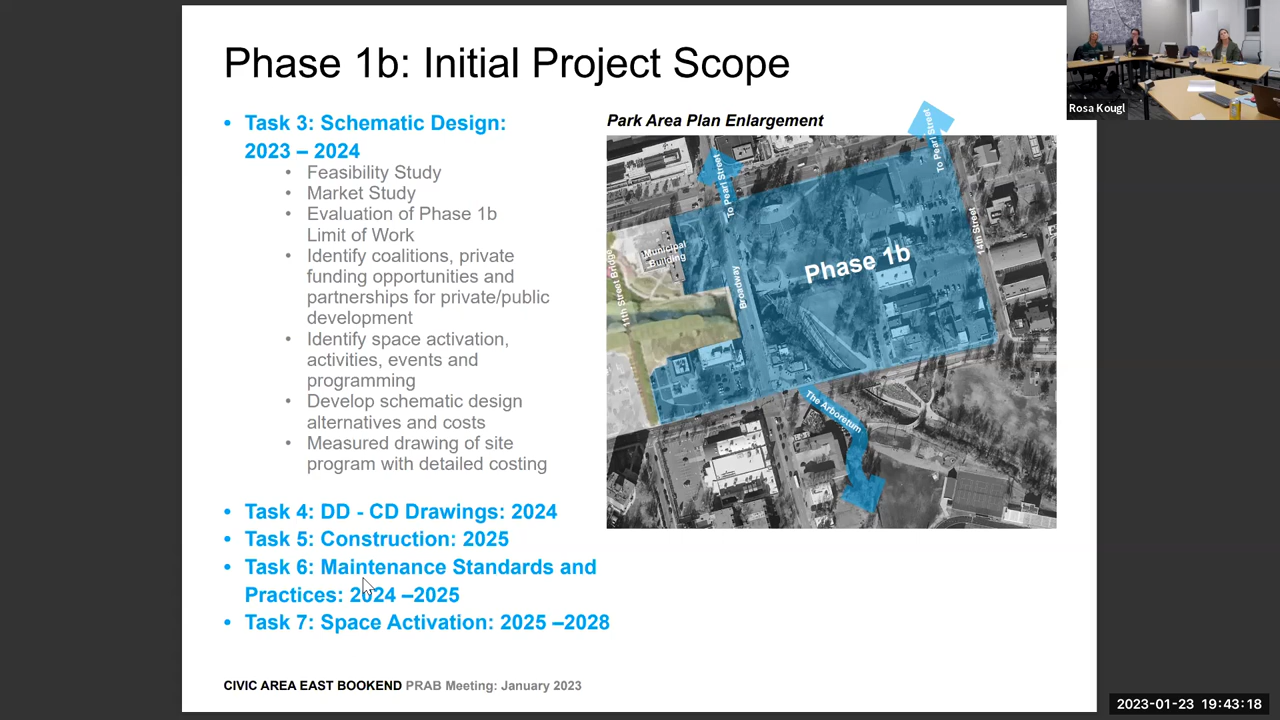 Phase 1b: Initial Project Scope
• Task 3: Schematic Design:
2023 – 2024
• Feasibility Study
• Market Study
• Evaluation of Phase 1b
Limit of Work
• Identify coalitions, private
funding opportunities and
partnerships for private/public
development
• Identify space activation,
activities, events and
programming
• Develop schematic design
alternatives and costs
• Measured drawing of site
program with detailed costing
• Task 4: DD - CD Drawings: 2024
• Task 5: Construction: 2025
• Task 6: Maintenance Standards and
Practices: 2024 –2025
• Task 7: Space Activation: 2025 –2028
Park Area Plan Enlargement
To Pearl Street
To Pearl Street
14th Street
Municipal
Building
11th Street Bridge
Broadway
Phase 1b
The Arboretum
CIVIC AREA EAST BOOKEND PRAB Meeting: January 2023
Rosa Kougl
2023-01-23 19:43:18